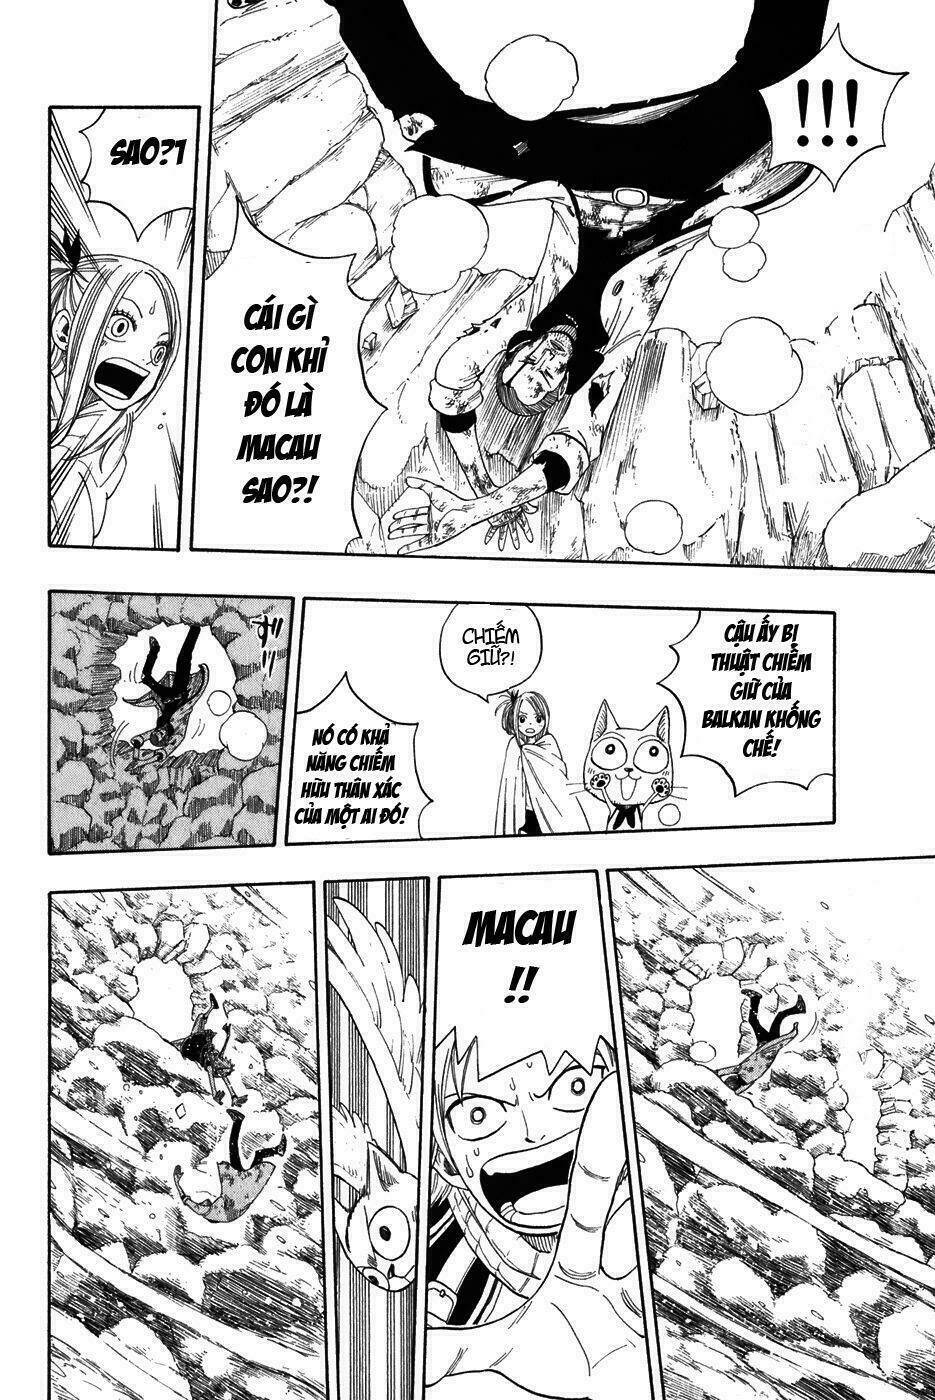 !!!
CÁI GÌ
CON KHỈ
ĐÓ LÀ
MACAU
SAO?!
SAO?1
CẬU ẤY BỊ
THUẬT CHIẾM
GIỮ CỦA
BALKAN KHỐNG
CHẾ!
CHIẾM
GIỮ?!
NÓ CÓ KHẢ
NĂNG CHIẾM
HỮU THÂN XÁC
CỦA MỘT AI ĐÓ!
MACAU
!!